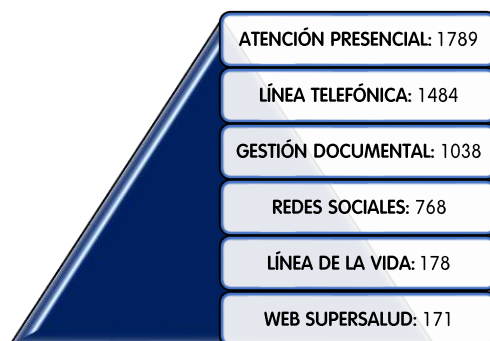 ATENCIÓN PRESENCIAL: 1789
LÍNEA TELEFÓNICA: 1484
GESTIÓN DOCUMENTAL: 1038
REDES SOCIALES: 768
LÍNEA DE LA VIDA: 178
WEB SUPERSALUD: 171